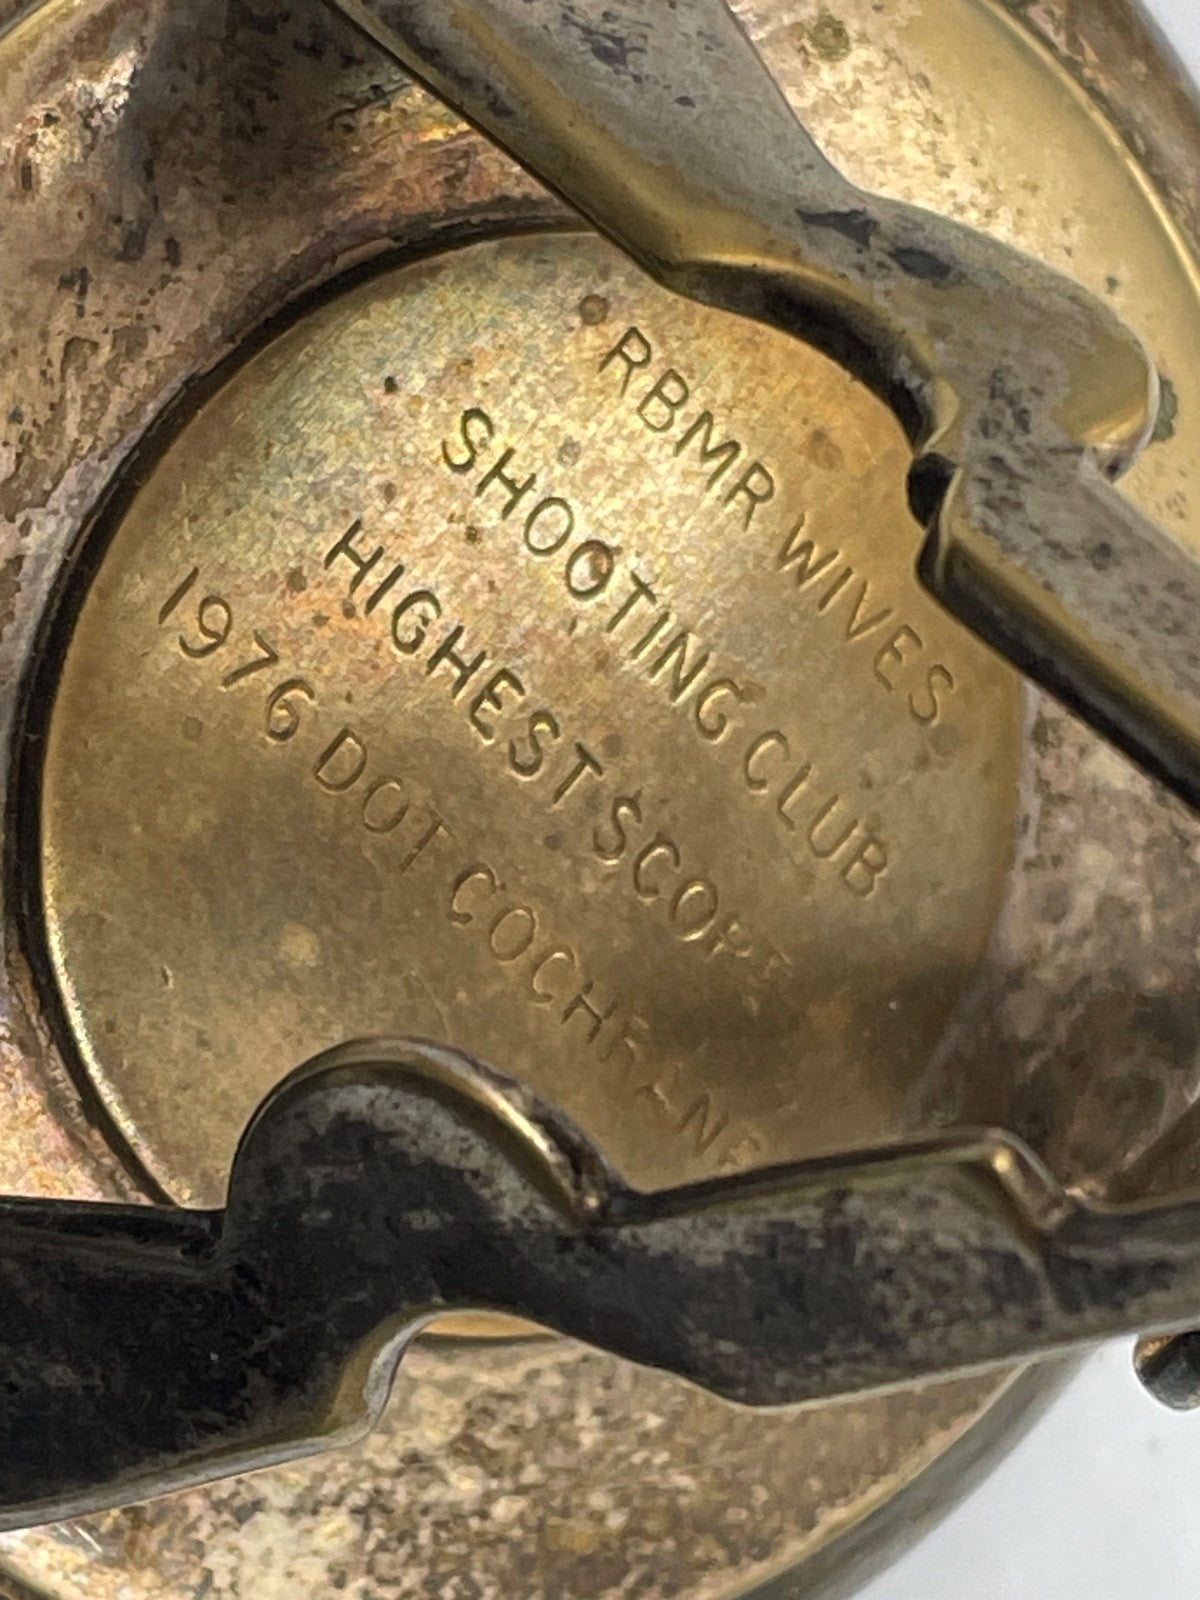 RBMR WIVES
SHOOTING CLUB
HIGHEST SCORE
1976 DOT COCHRANE